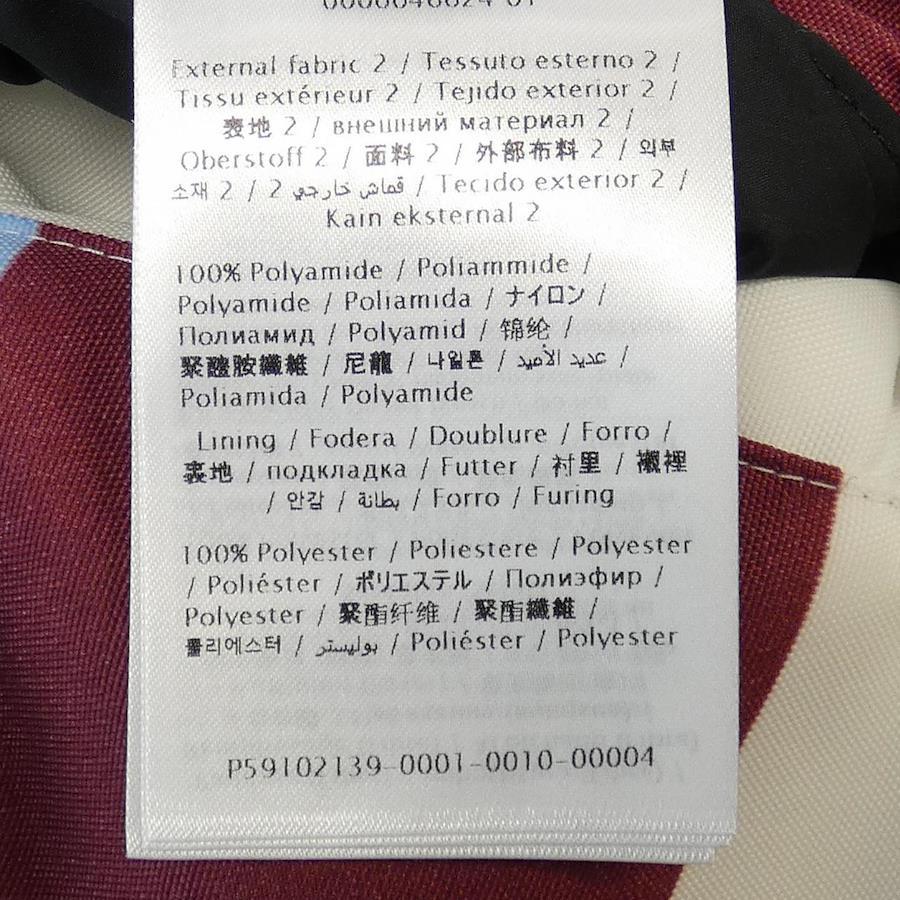 External fabric 2 / Tessuto esterno 2 /
Tissu extérieur 2 / Tejido exterior 2 /
表地 2 / внешний материал 2 /
Oberstoff 2 / 面料 2 / 外部布料 2 / 외부
소재 2 / قماش خارجي 2 / Tecido exterior 2 /
Kain eksternal 2
100% Polyamide / Poliammide /
Polyamide / Poliamida / ナイロン /
Полиамид / Polyamid / 锦纶 /
聚醯胺纖維 / 尼龍 / 나일론 / عديد الأميد /
Poliamida / Polyamide
Lining / Fodera / Doublure / Forro /
裏地 / подкладка / Futter / 衬里 / 襯裡
/ 안감 / بطانة / Forro / Furing
100% Polyester / Poliestere / Polyester
/ Poliéster / ポリエステル / Полиэфир /
Polyester / 聚酯纤维 / 聚酯纖維 /
폴리에스터 / بوليستر / Poliéster / Polyester
P59102139-0001-0010-00004